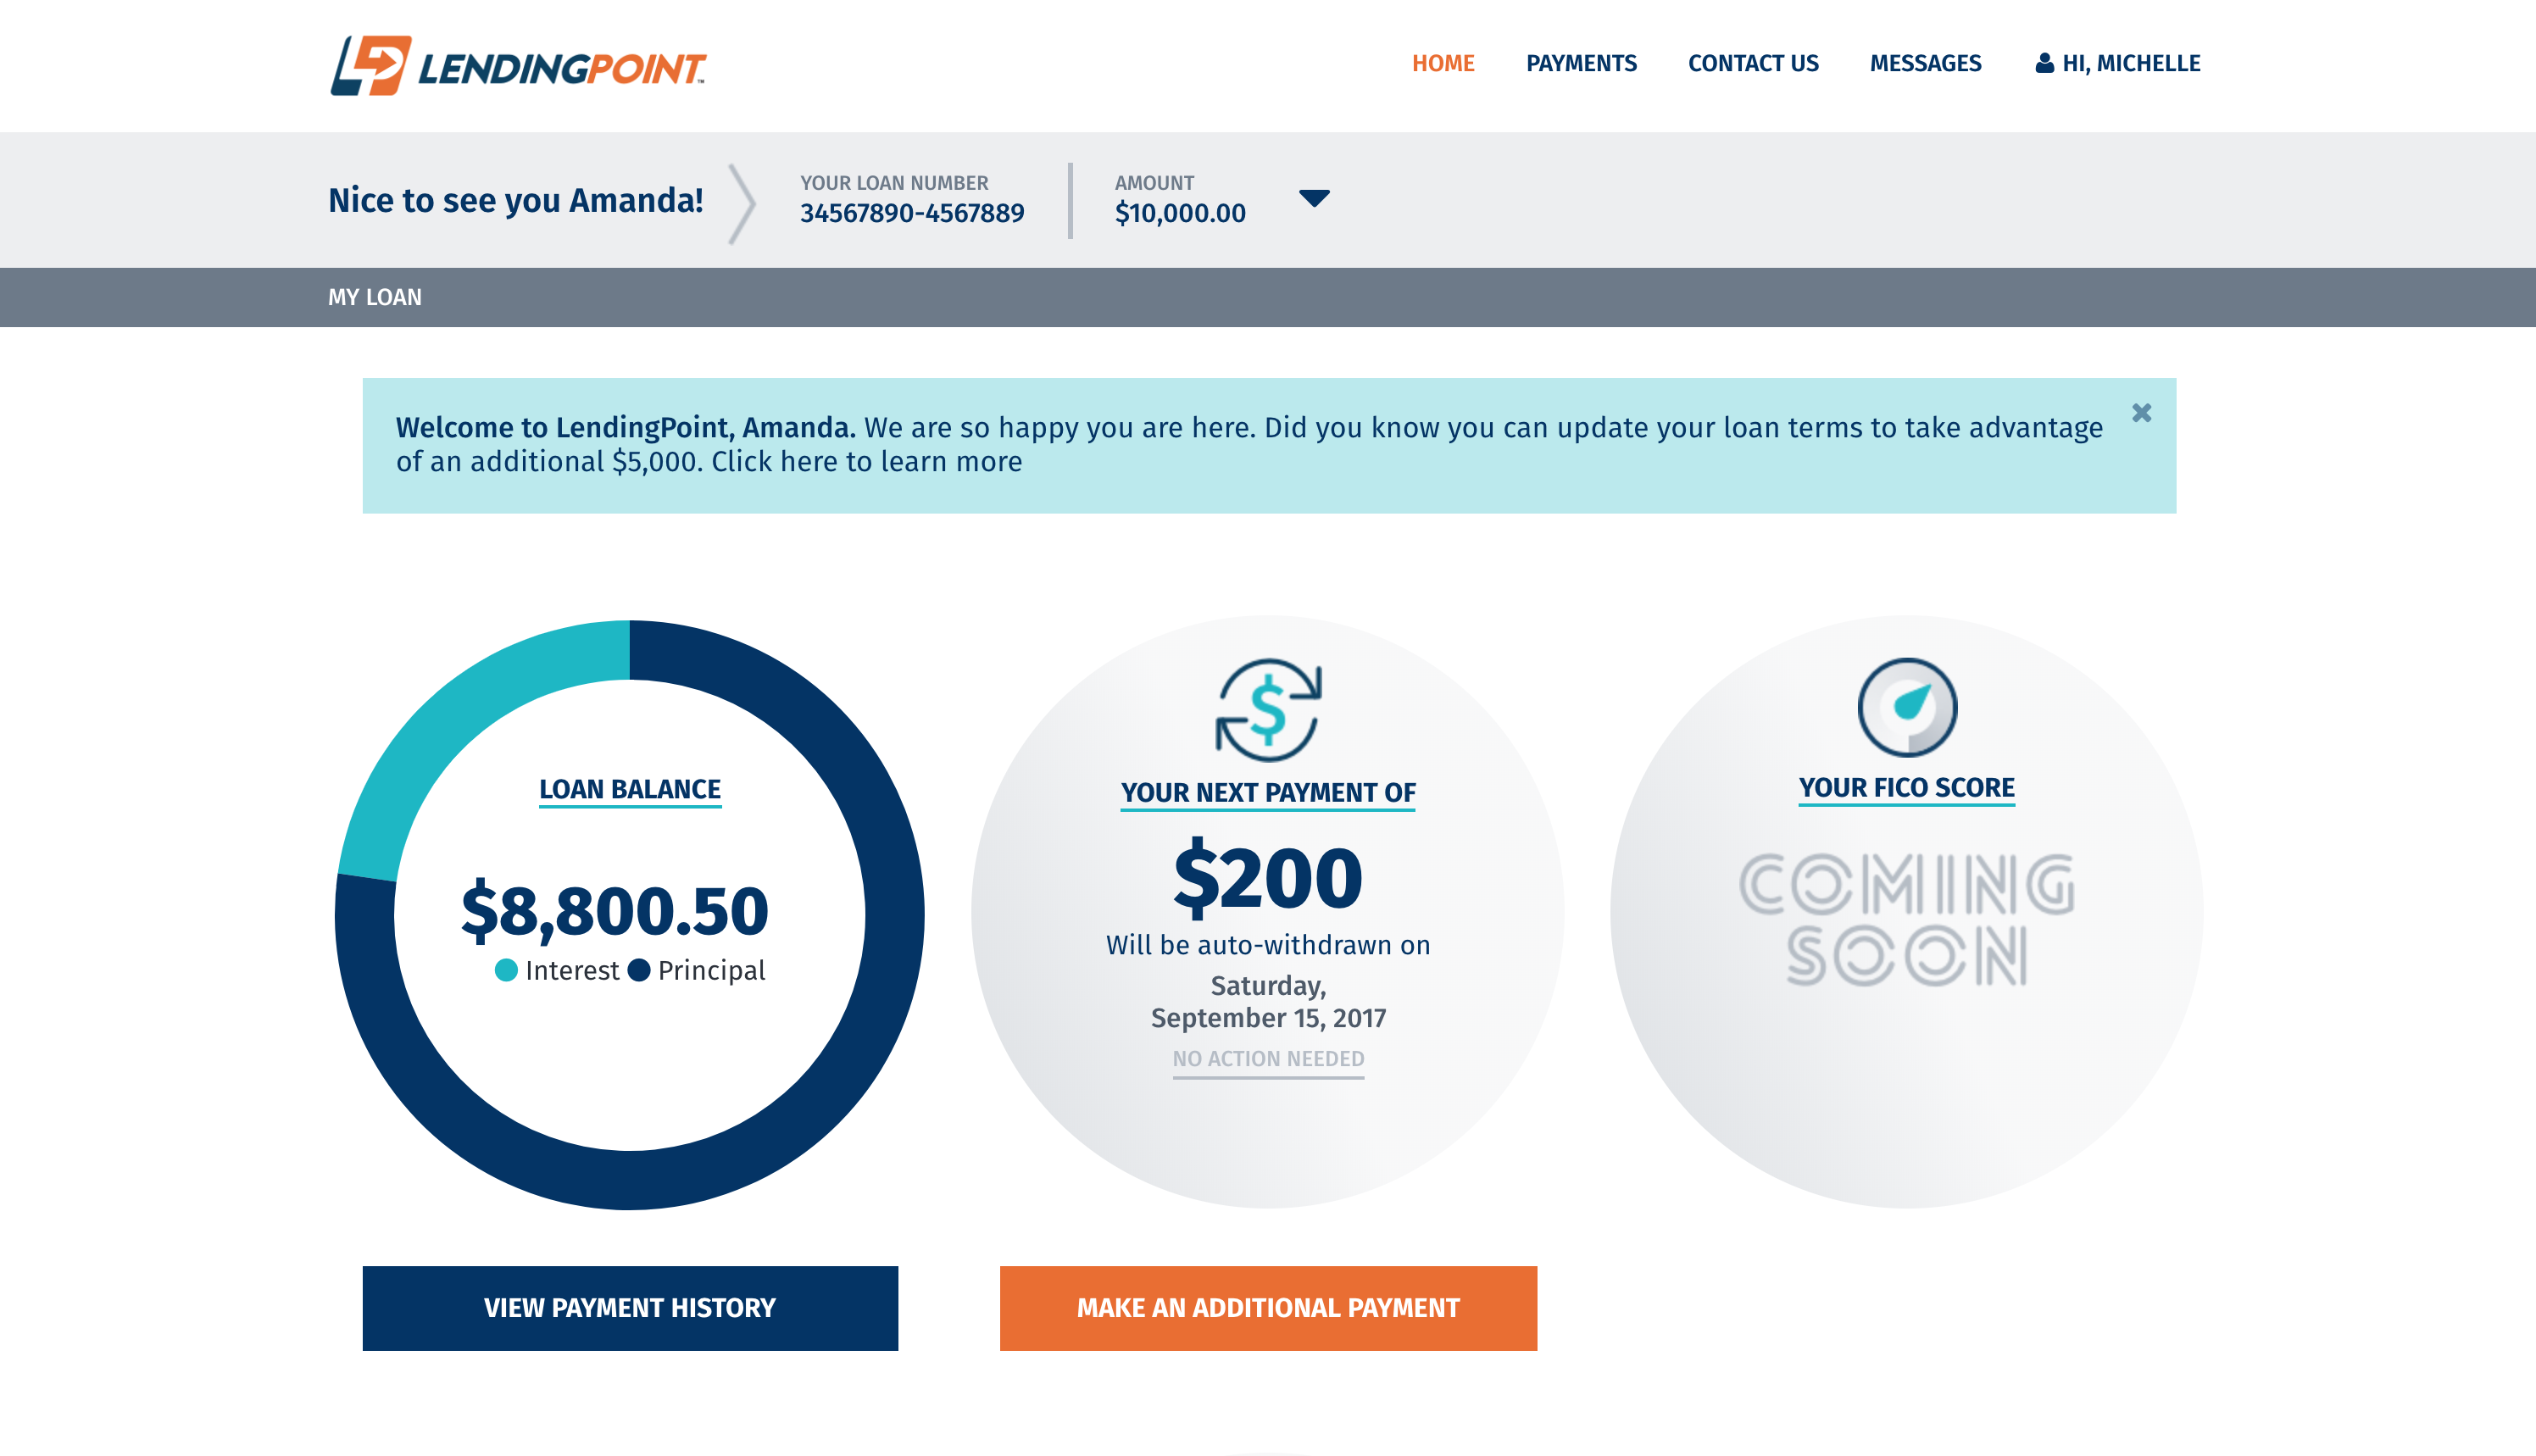 LENDINGPOINT™
HOME PAYMENTS CONTACT US MESSAGES HI, MICHELLE
Nice to see you Amanda!
YOUR LOAN NUMBER
34567890-4567889
AMOUNT
$10,000.00
MY LOAN
Welcome to LendingPoint, Amanda. We are so happy you are here. Did you know you can update your loan terms to take advantage
of an additional $5,000. Click here to learn more
LOAN BALANCE
$8,800.50
Interest Principal
YOUR NEXT PAYMENT OF
$200
Will be auto-withdrawn on
Saturday,
September 15, 2017
NO ACTION NEEDED
YOUR FICO SCORE
COMING
SOON
VIEW PAYMENT HISTORY
MAKE AN ADDITIONAL PAYMENT